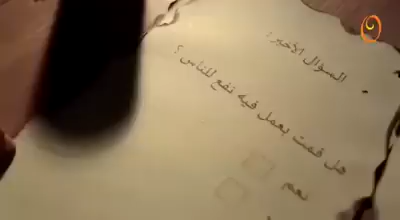 السؤال الأخير:
هل قمت بعمل فيه نفع للناس؟
نعم